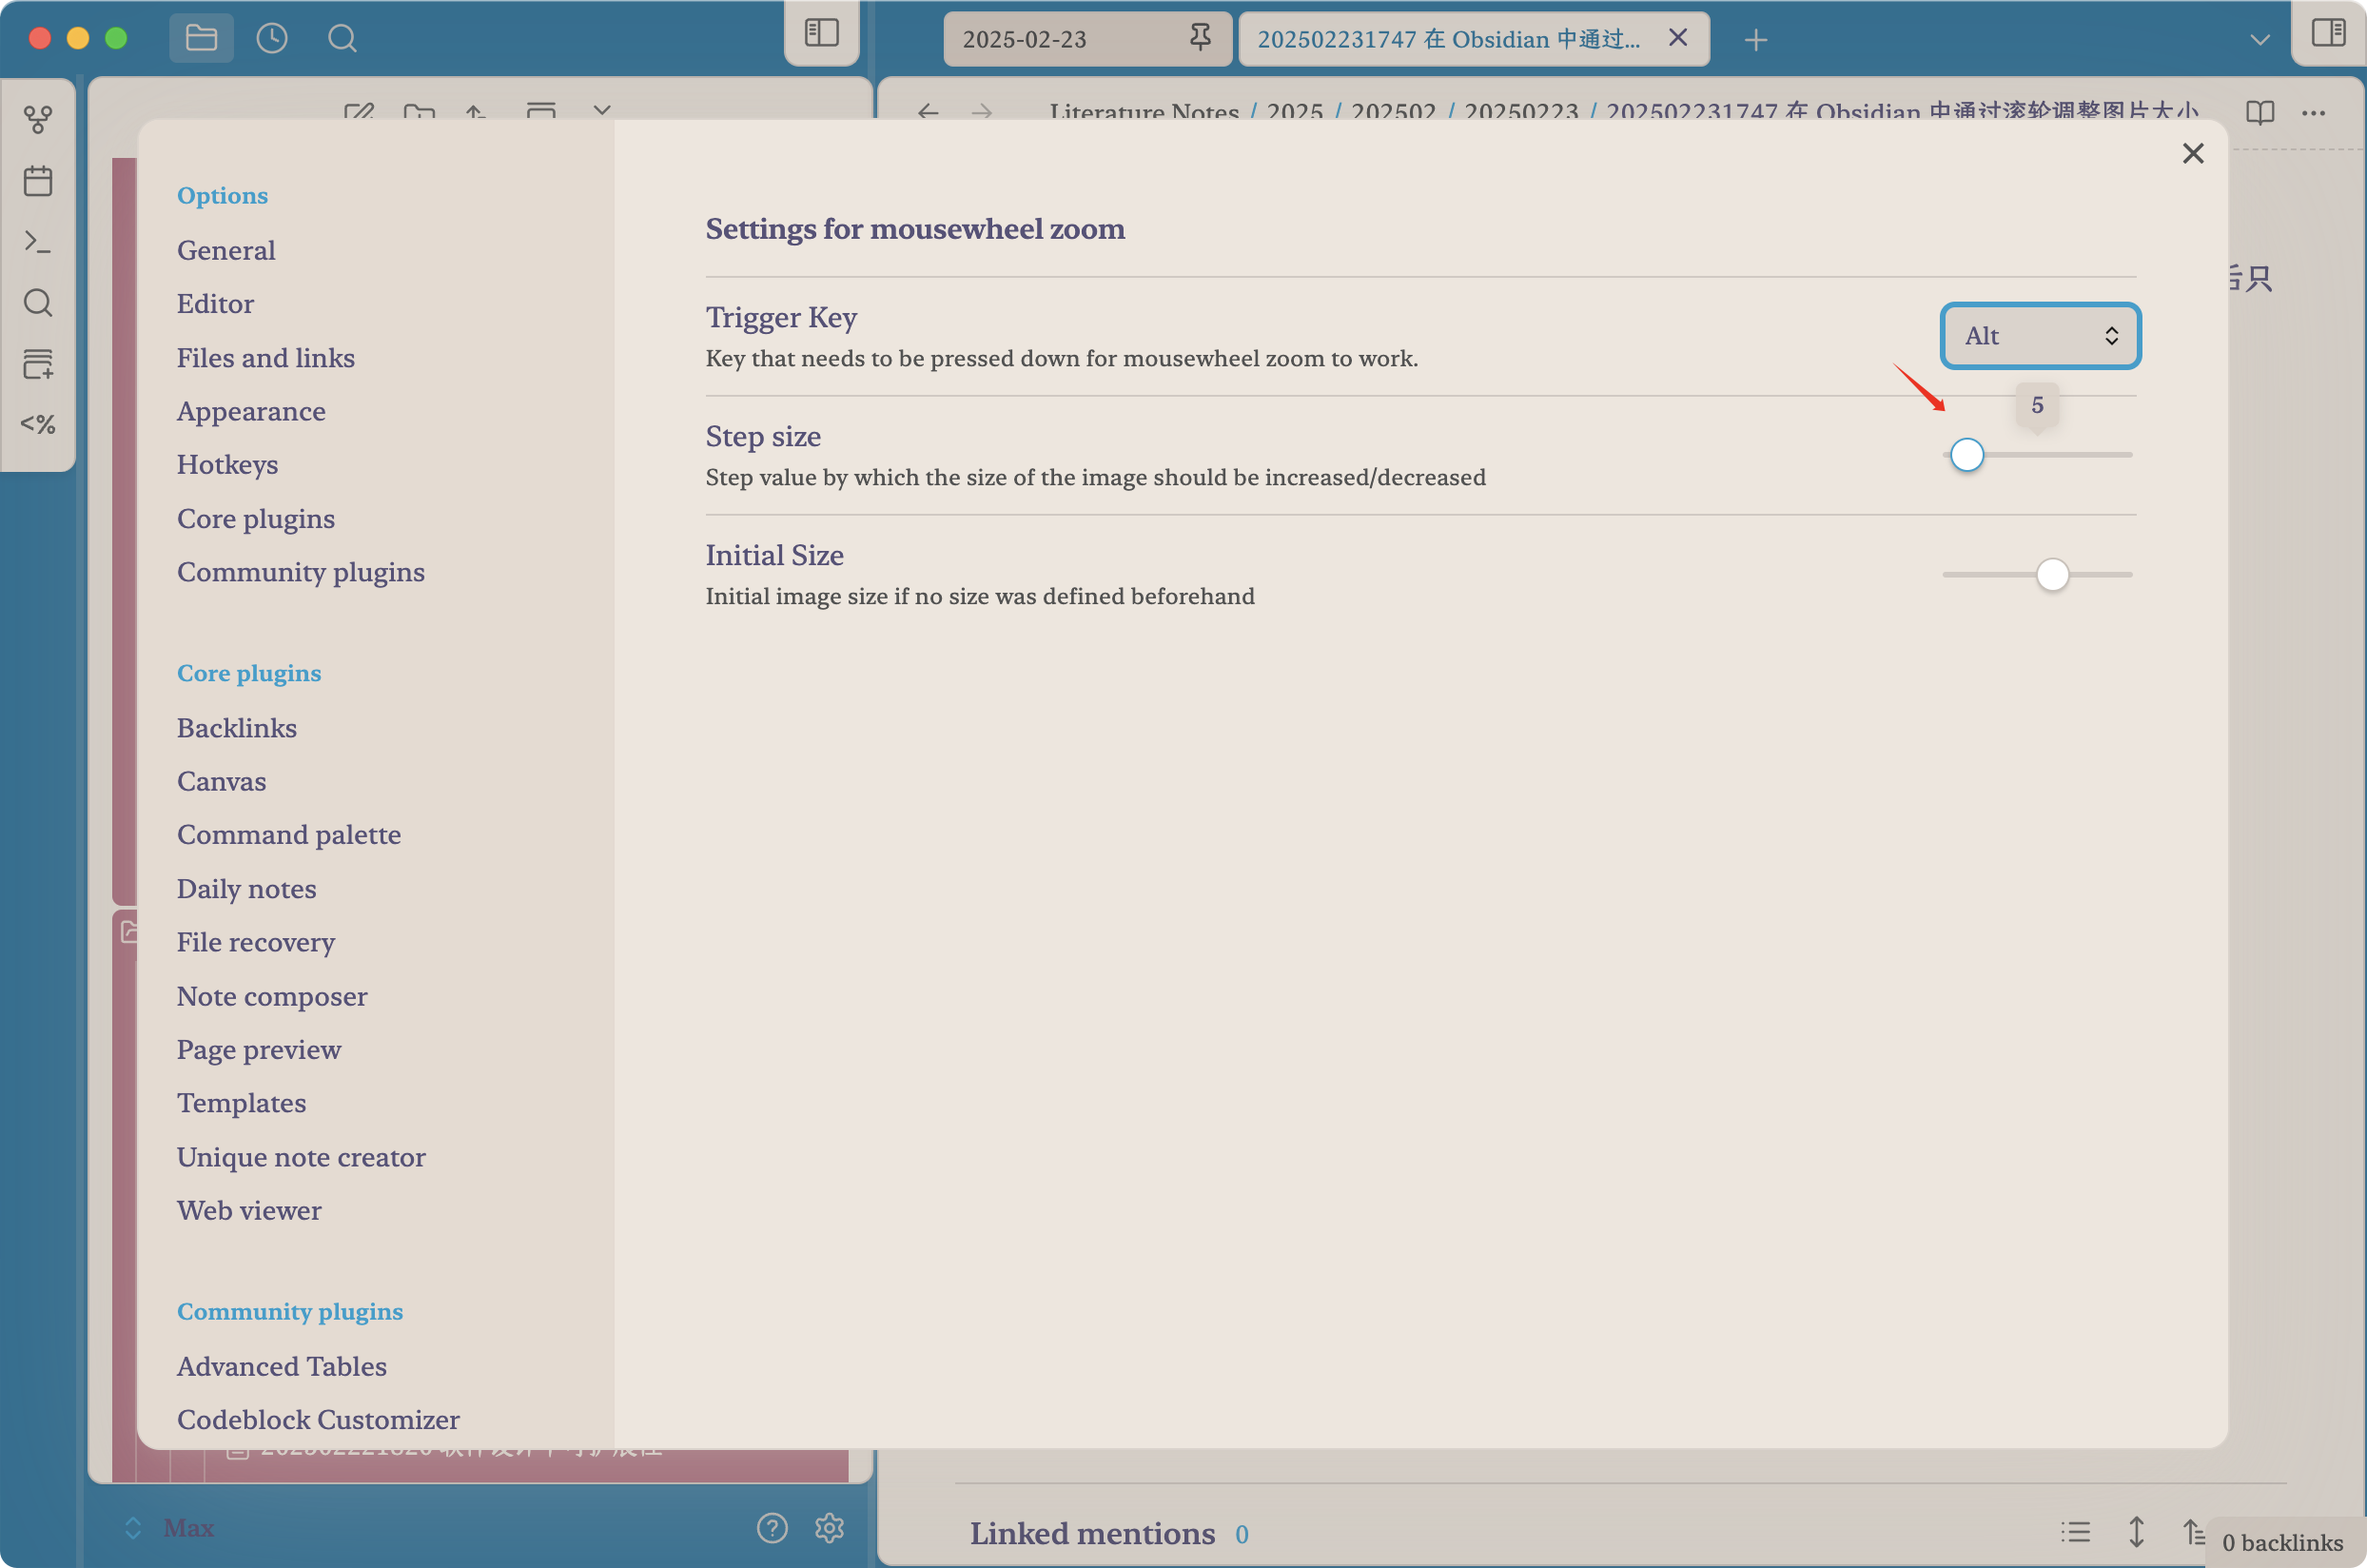 2025-02-23
202502231747 在 Obsidian 中通过...
Literature Notes / 2025 / 202502 / 20250223 / 202502231747 在 Obsidian 中通过滚轮调整图片大小
<%
Options
General
Editor
Files and links
Appearance
Hotkeys
Core plugins
Community plugins
Core plugins
Backlinks
Canvas
Command palette
Daily notes
File recovery
Note composer
Page preview
Templates
Unique note creator
Web viewer
Community plugins
Advanced Tables
Codeblock Customizer
Settings for mousewheel zoom
Trigger Key
Key that needs to be pressed down for mousewheel zoom to work.
Alt
5
Step size
Step value by which the size of the image should be increased/decreased
Initial Size
Initial image size if no size was defined beforehand
后只
Max
Linked mentions 0
0 backlinks